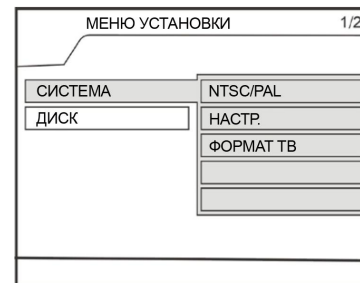 МЕНЮ УСТАНОВКИ 1/2
СИСТЕМА NTSC/PAL
ДИСК НАСТР.
ФОРМАТ ТВ